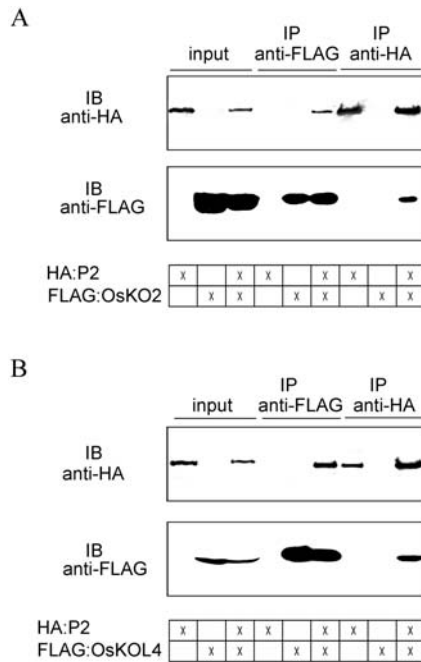 A
IP IP
input anti-FLAG anti-HA
IB
anti-HA
IB
anti-FLAG
HA:P2 x x x x x x
FLAG:OsKO2 x x x x x x
B
IP IP
input anti-FLAG anti-HA
IB
anti-HA
IB
anti-FLAG
HA:P2 x x x x x x
FLAG:OsKOL4 x x x x x x